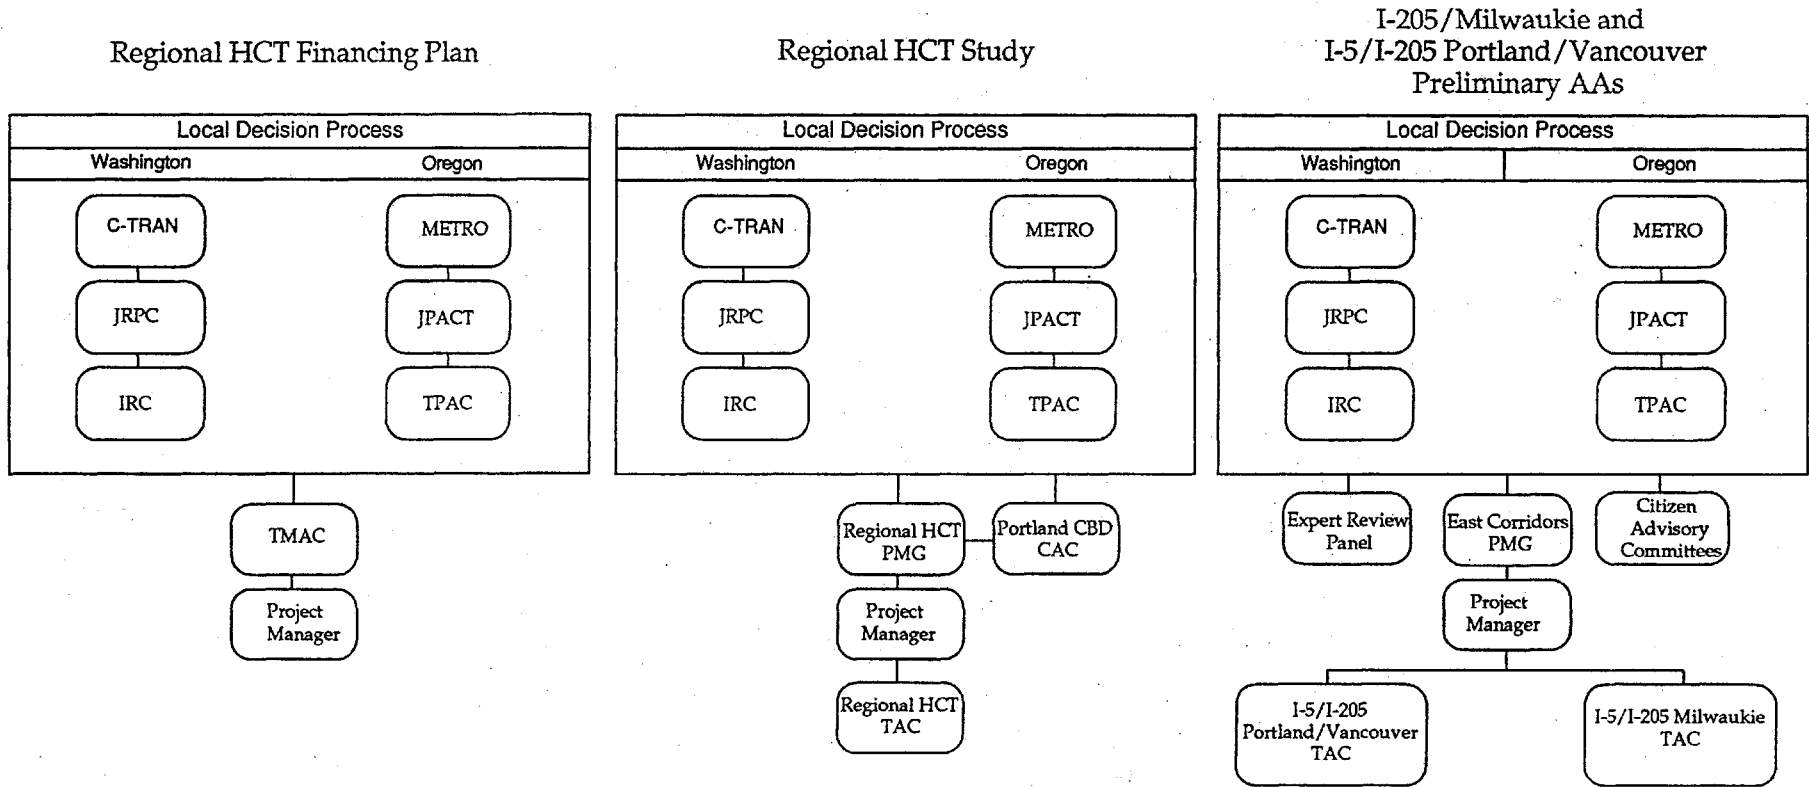 Regional HCT Financing Plan
Local Decision Process
Washington
Oregon
C-TRAN
METRO
JRPC
JPACT
IRC
TPAC
TMAC
Project
Manager
Regional HCT Study
Local Decision Process
Washington
Oregon
C-TRAN
METRO
JRPC
JPACT
IRC
TPAC
Regional HCT
PMG
Portland CBD
CAC
Project
Manager
Regional HCT
TAC
I-205/Milwaukie and
I-5/I-205 Portland/Vancouver
Preliminary AAs
Local Decision Process
Washington
Oregon
C-TRAN
METRO
JRPC
JPACT
IRC
TPAC
Expert Review
Panel
East Corridors
PMG
Citizen
Advisory
Committees
Project
Manager
I-5/I-205
Portland/Vancouver
TAC
I-5/I-205 Milwaukie
TAC